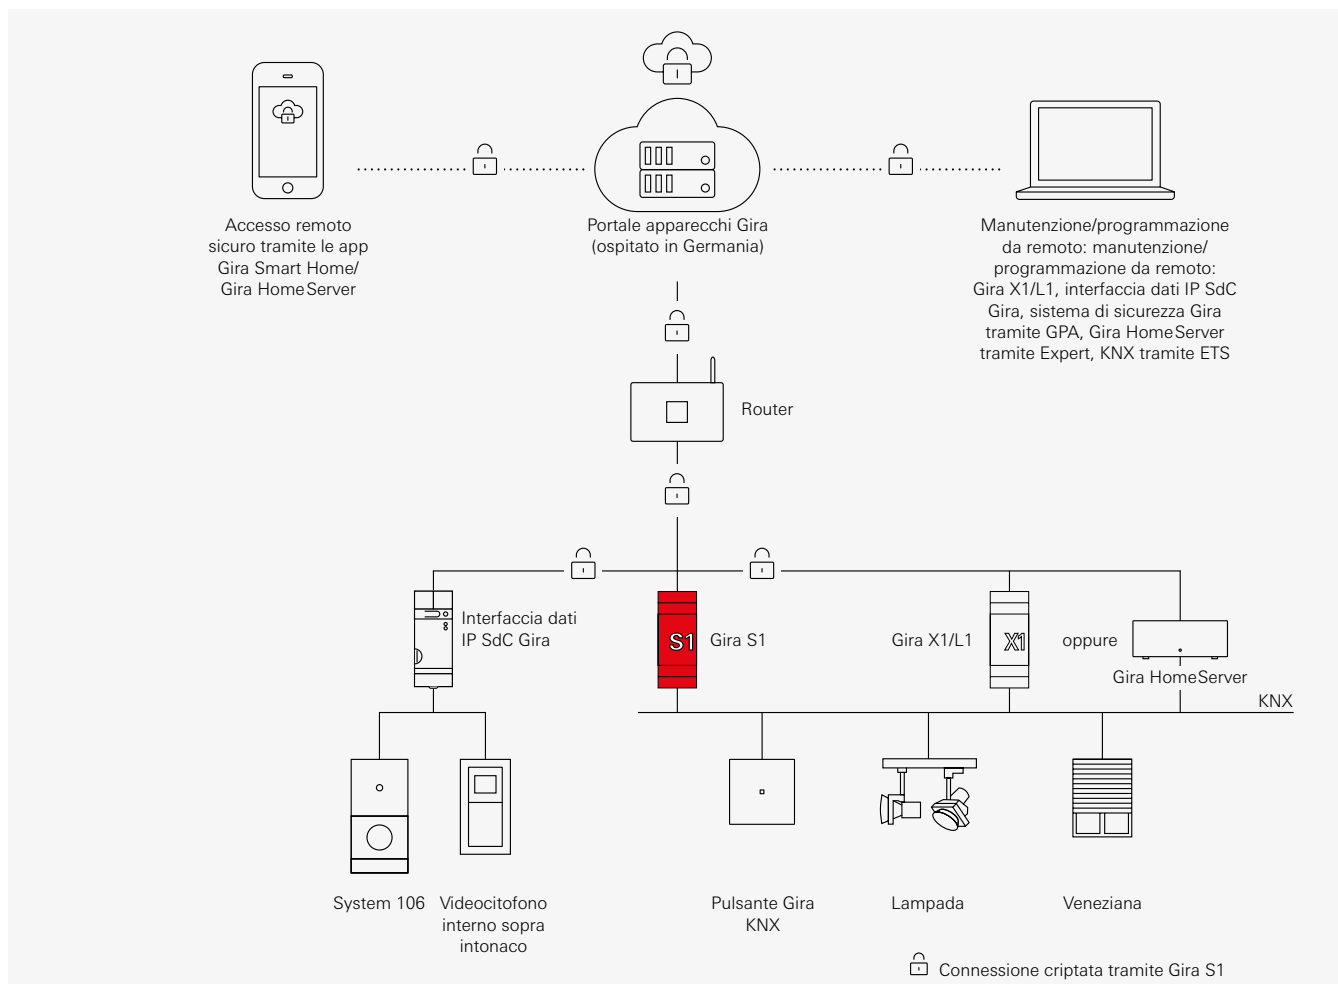 Accesso remoto
sicuro tramite le app
Gira Smart Home/
Gira HomeServer
Portale apparecchi Gira
(ospitato in Germania)
Manutenzione/programmazione
da remoto: manutenzione/
programmazione da remoto:
Gira X1/L1, interfaccia dati IP SdC
Gira, sistema di sicurezza Gira
tramite GPA, Gira HomeServer
tramite Expert, KNX tramite ETS
Router
Interfaccia dati
IP SdC Gira
S1
Gira S1
Gira X1/L1
X1
oppure
Gira HomeServer
KNX
System 106
Videocitofono
interno sopra
intonaco
Pulsante Gira
KNX
Lampada
Veneziana
Connessione criptata tramite Gira S1